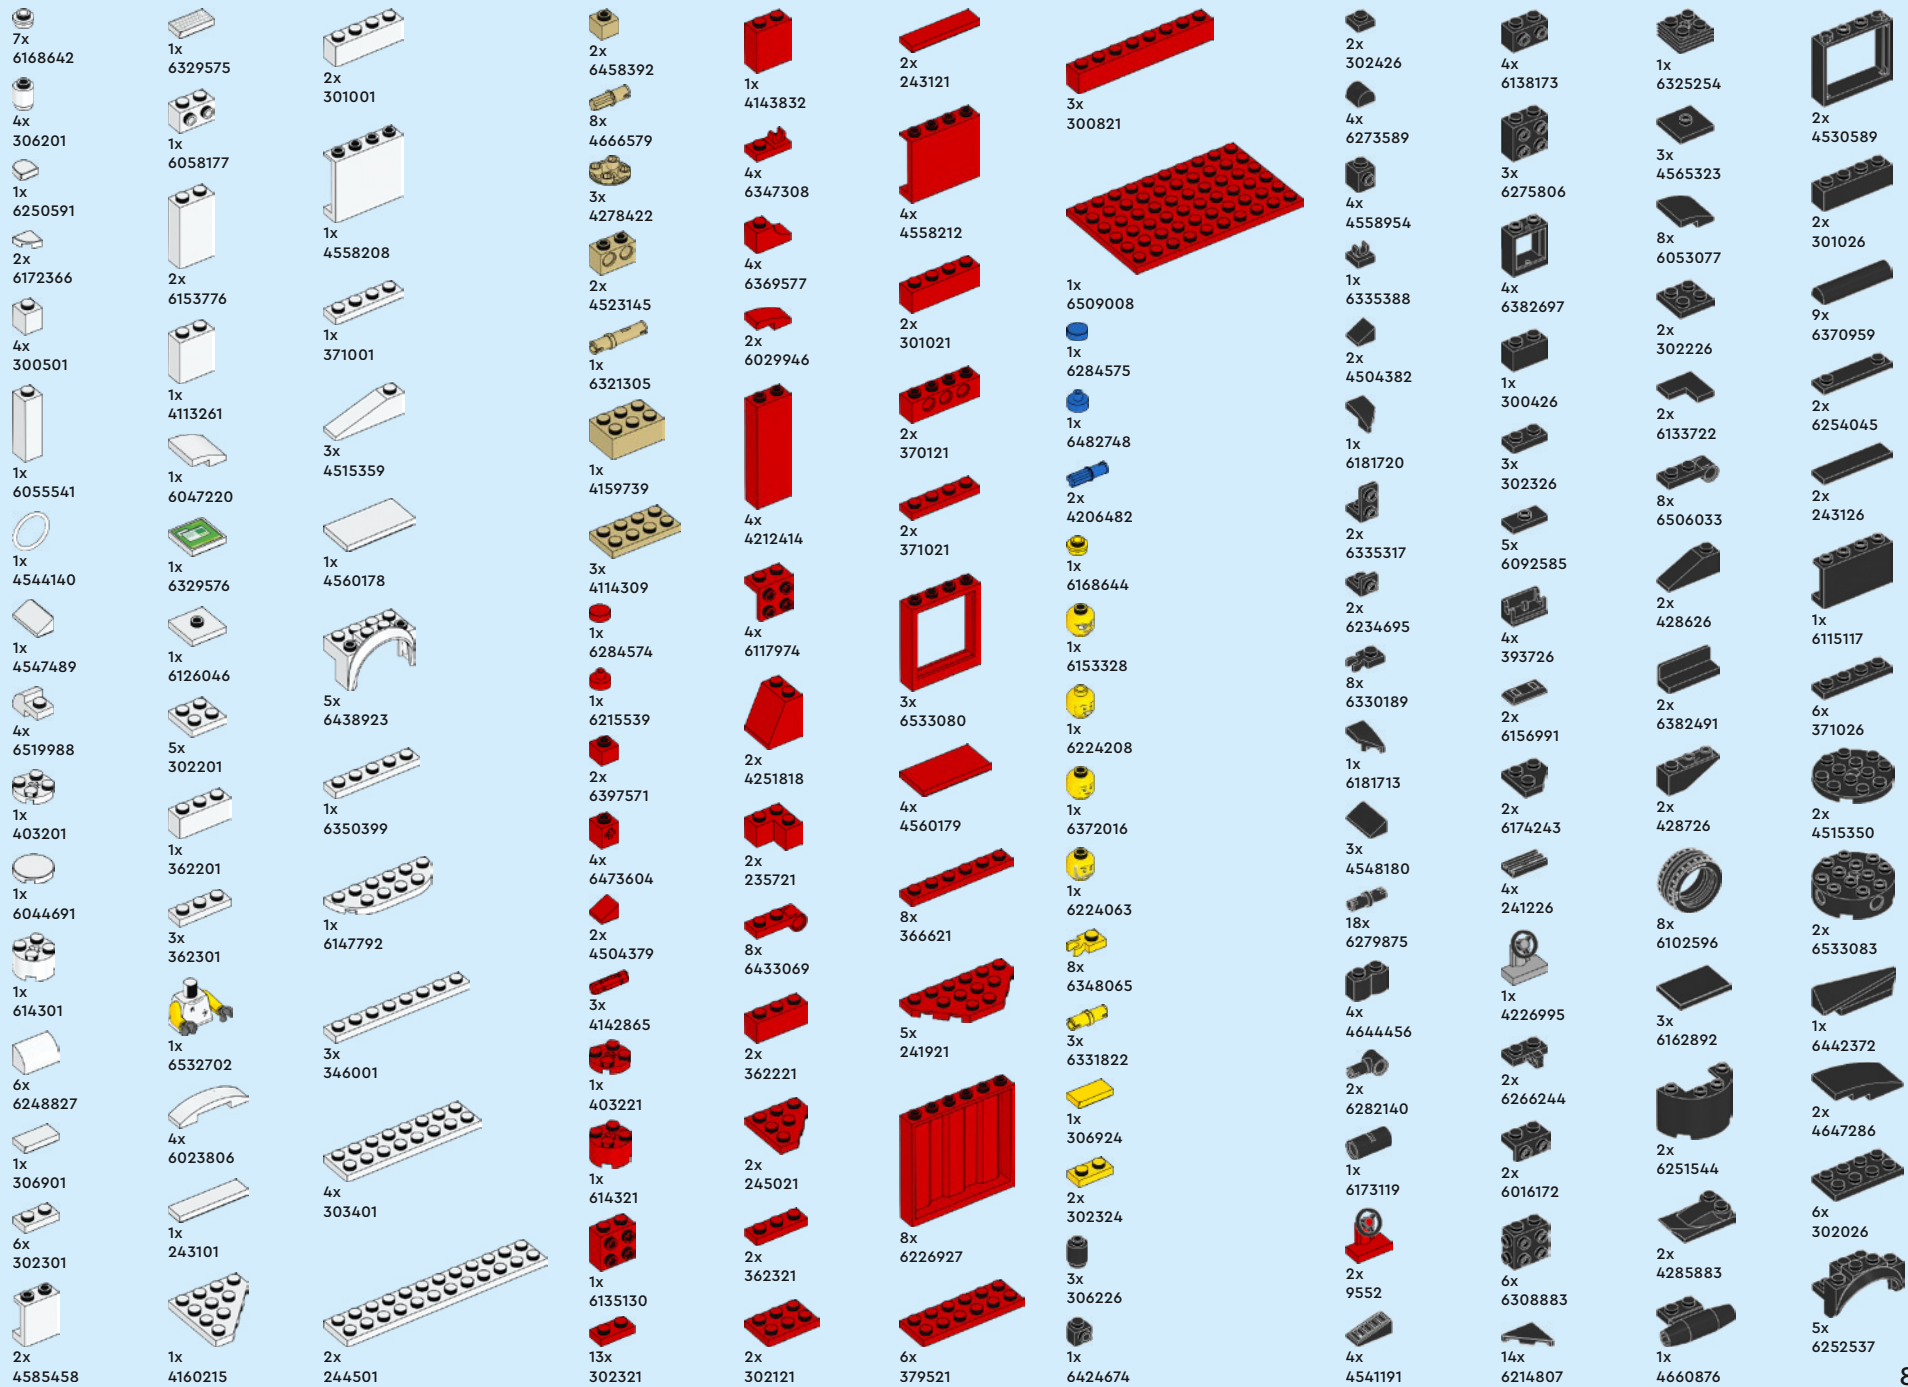 7x
6168642
4x
306201
1x
6250591
2x
6172366
4x
300501
1x
6055541
1x
4544140
1x
4547489
4x
6519988
1x
403201
1x
6044691
1x
614301
6x
6248827
1x
306901
6x
302301
2x
4585458
1x
6329575
1x
6058177
2x
6153776
1x
4113261
1x
6047220
1x
6329576
1x
6126046
5x
302201
1x
362201
3x
362301
1x
6532702
4x
6023806
1x
243101
1x
4160215
2x
301001
1x
4558208
1x
371001
3x
4515359
1x
4560178
5x
6438923
1x
6350399
1x
6147792
3x
346001
4x
303401
2x
244501
2x
6458392
8x
4666579
3x
4278422
2x
4523145
1x
6321305
1x
4159739
3x
4114309
1x
6284574
1x
6215539
2x
6397571
4x
6473604
2x
4504379
3x
4142865
1x
403221
1x
614321
1x
6135130
13x
302321
1x
4143832
4x
6347308
4x
6369577
2x
6029946
4x
4212414
4x
6117974
2x
4251818
2x
235721
8x
6433069
2x
362221
2x
245021
2x
362321
2x
302121
2x
243121
4x
4558212
2x
301021
2x
370121
2x
371021
3x
6533080
4x
4560179
8x
366621
5x
241921
8x
6226927
6x
379521
3x
300821
1x
6509008
1x
6284575
1x
6482748
2x
4206482
1x
6168644
1x
6153328
1x
6224208
1x
6372016
1x
6224063
8x
6348065
3x
6331822
1x
306924
2x
302324
3x
306226
1x
6424674
2x
302426
4x
6273589
4x
4558954
1x
6335388
2x
4504382
1x
6181720
2x
6335317
2x
6234695
8x
6330189
1x
6181713
3x
4548180
18x
6279875
4x
4644456
2x
6282140
1x
6173119
2x
9552
4x
4541191
4x
6138173
3x
6275806
4x
6382697
1x
300426
3x
302326
5x
6092585
4x
393726
2x
6156991
2x
6174243
4x
241226
1x
4226995
2x
6266244
2x
6016172
6x
6308883
14x
6214807
1x
6325254
3x
4565323
8x
6053077
2x
302226
2x
6133722
8x
6506033
2x
428626
2x
6382491
2x
428726
8x
6102596
3x
6162892
2x
6251544
2x
4285883
1x
4660876
2x
4530589
2x
301026
9x
6370959
2x
6254045
2x
243126
1x
6115117
6x
371026
2x
4515350
2x
6533083
1x
6442372
2x
4647286
6x
302026
5x
6252537